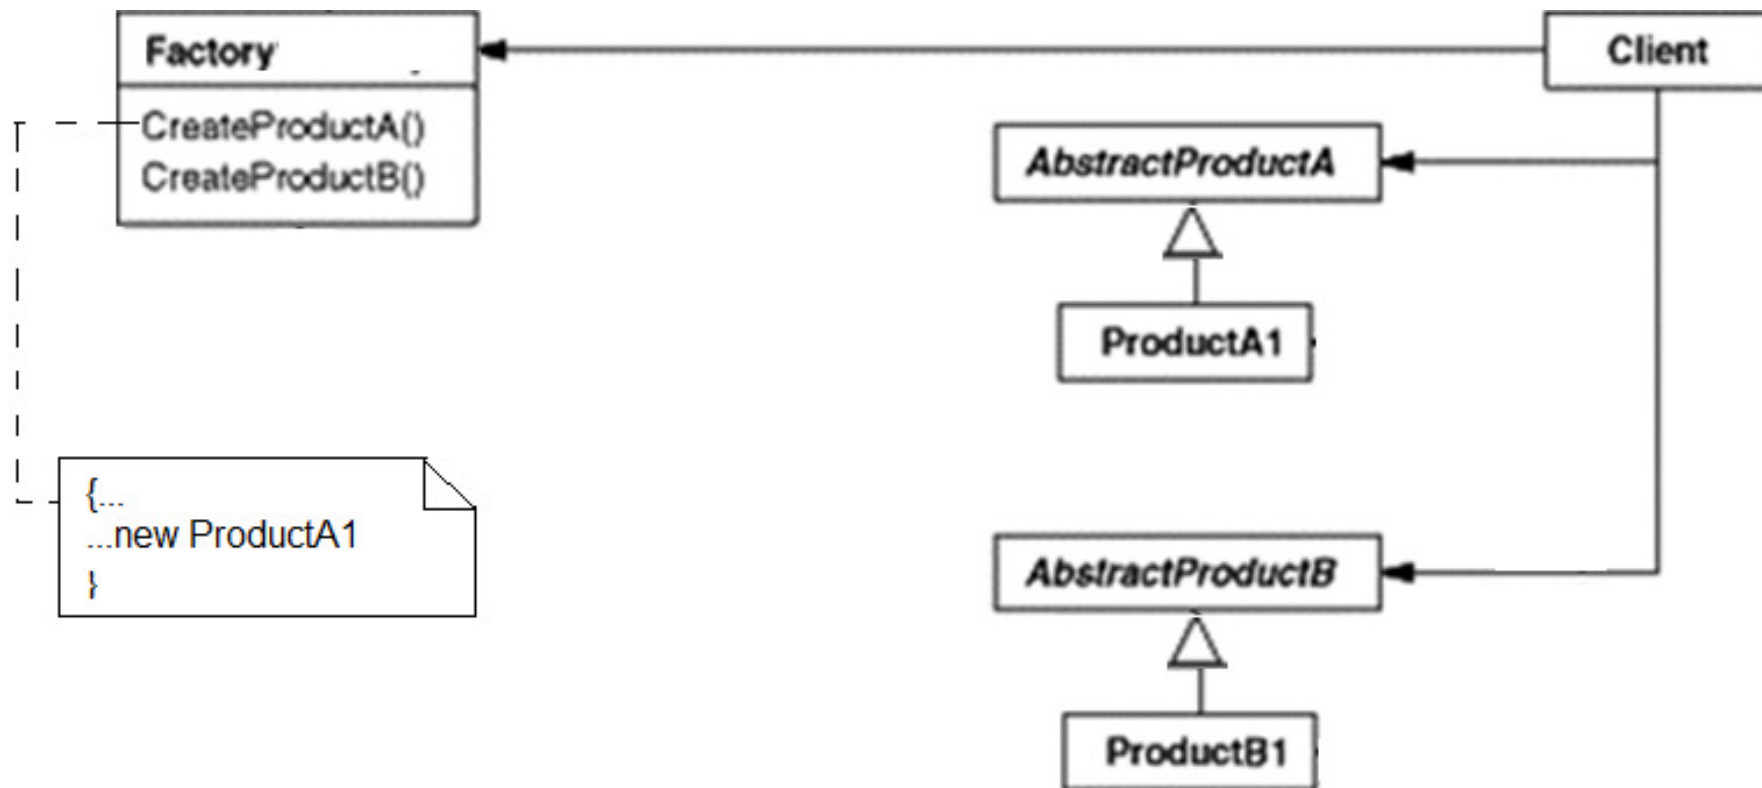 Factory
Client
CreateProductA()
CreateProductB()
AbstractProductA
ProductA1
{...
...new ProductA1
}
AbstractProductB
ProductB1